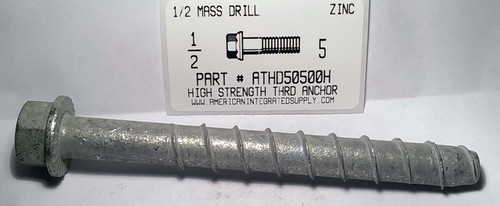 1/2 MASS DRILL ZINC
1/2 5
PART # ATHD50500H
HIGH STRENGTH THRD ANCHOR
WWW.AMERICANINTEGRATEDSUPPLY.COM